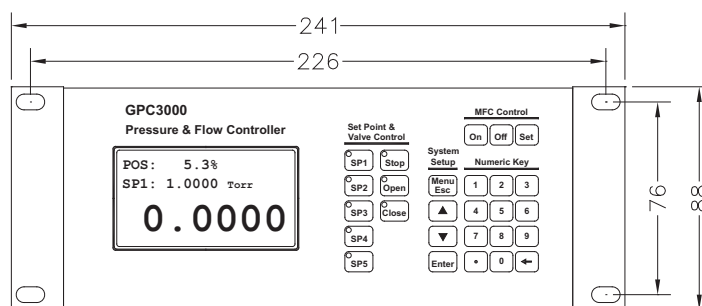 241
226
GPC3000
Pressure & Flow Controller
POS: 5.3%
SP1: 1.0000 Torr
0.0000
Set Point &
Valve Control
SP1 Stop
SP2 Open
SP3 Close
SP4
SP5
MFC Control
On Off Set
System
Setup
Numeric Key
Menu
Esc
1 2 3
▲ 4 5 6
▼ 7 8 9
Enter • 0 ←
76
88